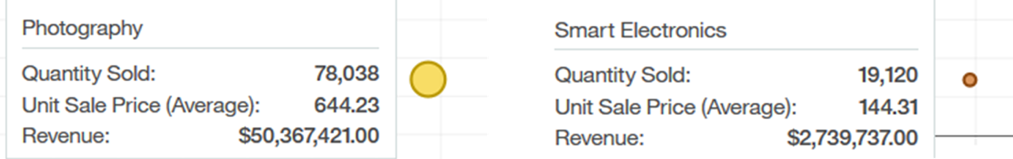 Photography
Quantity Sold: 78,038
Unit Sale Price (Average): 644.23
Revenue: $50,367,421.00
Smart Electronics
Quantity Sold: 19,120
Unit Sale Price (Average): 144.31
Revenue: $2,739,737.00